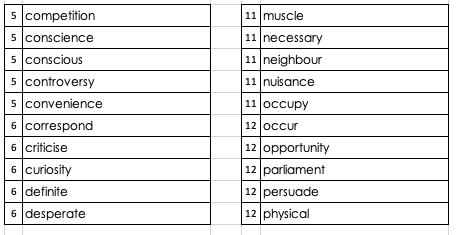 5 competition
5 conscience
5 conscious
5 controversy
5 convenience
6 correspond
6 criticise
6 curiosity
6 definite
6 desperate
11 muscle
11 necessary
11 neighbour
11 nuisance
11 occupy
12 occur
12 opportunity
12 parliament
12 persuade
12 physical